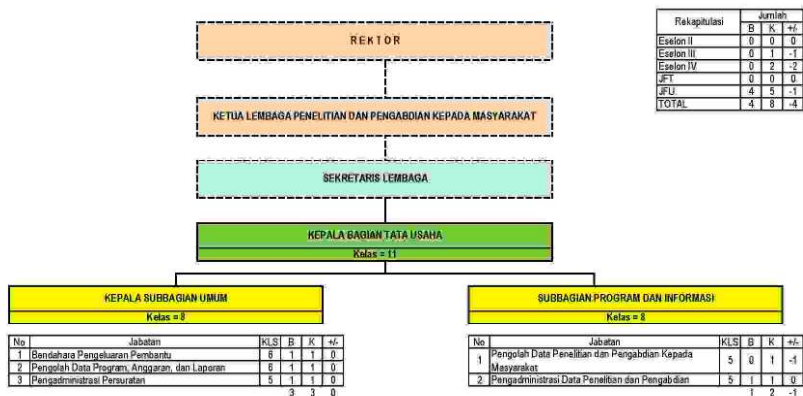 REKTOR
KETUA LEMBAGA PENELITIAN DAN PENGABDIAN KEPADA MASYARAKAT
SEKRETARIS LEMBAGA
KEPALA BAGIAN TATA USAHA
Kelas = 11
Rekapitulasi Jumlah
B K +/-
Eselon II 0 0 0
Eselon III 0 1 -1
Eselon IV 0 2 -2
JFT 0 0 0
JFU 4 5 -1
TOTAL 4 8 -4
KEPALA SUBBAGIAN UMUM
Kelas = 8
No Jabatan KLS B K +/-
1 Bendahara Pengeluaran Pembantu 6 1 1 0
2 Pengolah Data Program, Anggaran, dan Laporan 6 1 1 0
3 Pengadministrasi Persuratan 5 1 1 0
3 3 0
SUBBAGIAN PROGRAM DAN INFORMASI
Kelas = 8
No Jabatan KLS B K +/-
1 Pengolah Data Penelitian dan Pengabdian Kepada Masyarakat 5 0 1 -1
2 Pengadministrasi Data Penelitian dan Pengabdian 5 1 1 0
1 2 -1